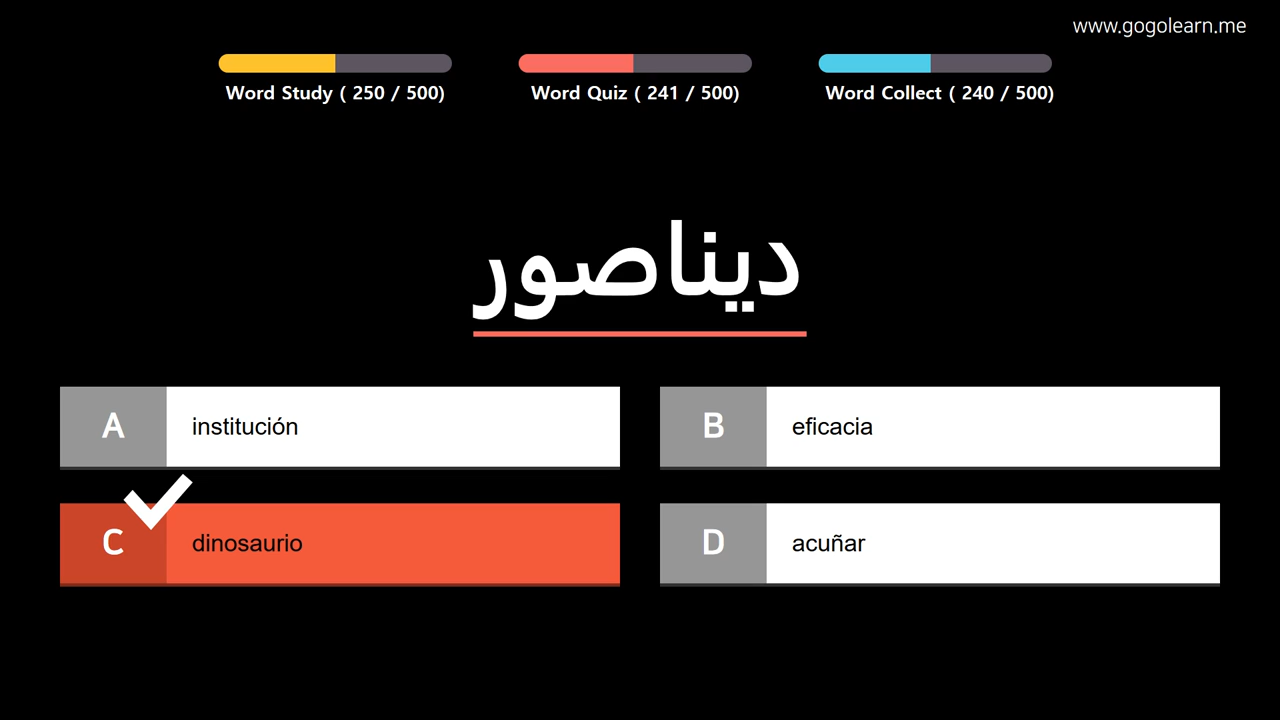 www.gogolearn.me
Word Study ( 250 / 500)
Word Quiz ( 241 / 500)
Word Collect ( 240 / 500)
ديناصور
A
institución
B
eficacia
C
dinosaurio
D
acuñar